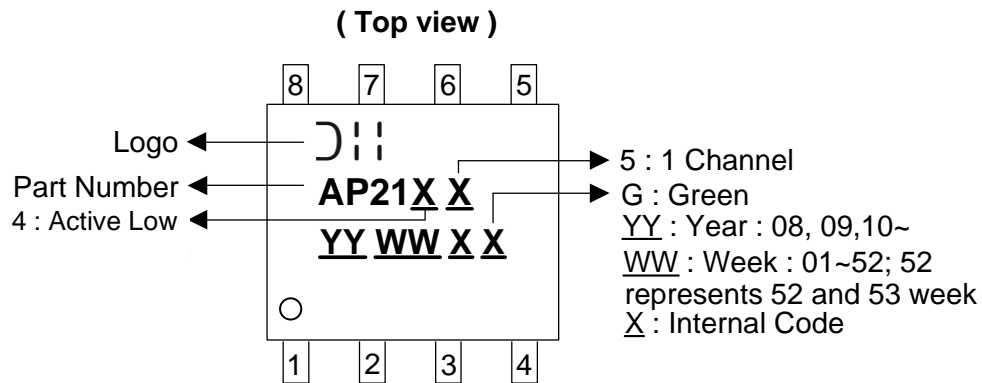 ( Top view )
8 7 6 5
Logo
Part Number
4 : Active Low
AP21X X
YY WW X X
5 : 1 Channel
G : Green
YY : Year : 08, 09,10~
WW : Week : 01~52; 52
represents 52 and 53 week
X : Internal Code
1 2 3 4